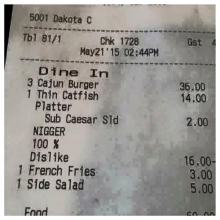 5001 Dakota C
Tbl 81/1 Chk 1728 Gst 4
May21'15 02:44PM
Dine In
3 Cajun Burger 36.00
1 Thin Catfish 14.00
Platter
Sub Caesar Sld 2.00
NIGGER
100 %
Dislike 16.00-
1 French Fries 3.00
1 Side Salad 5.00
Food